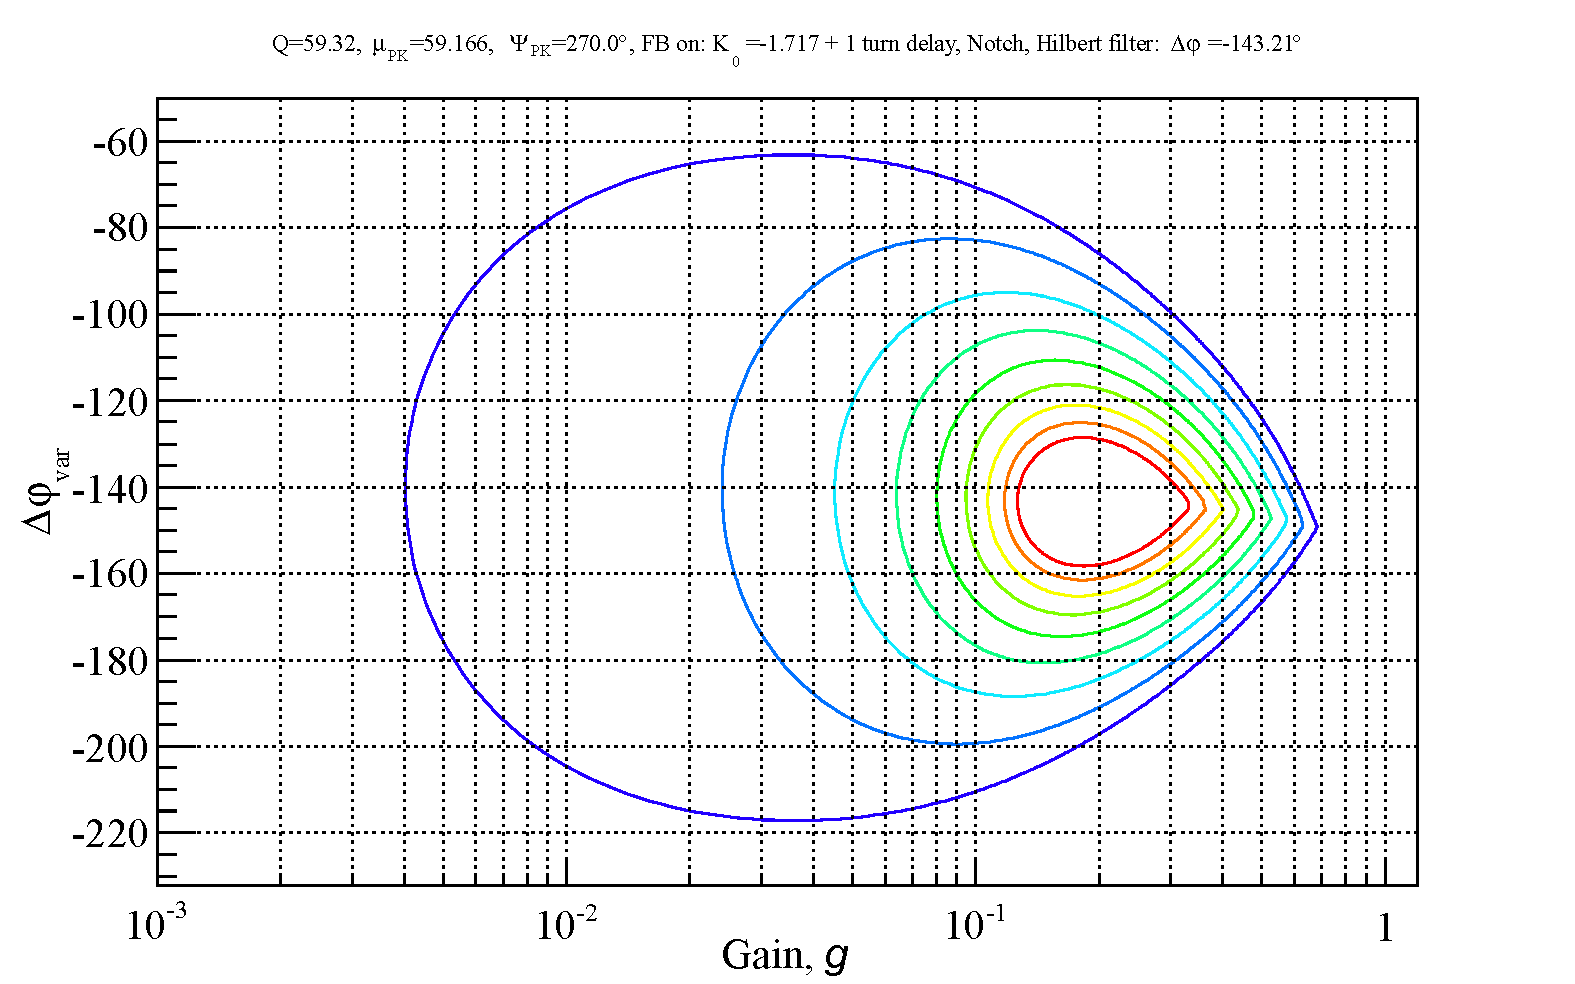 Q=59.32, μPK=59.166, ΨPK=270.0°, FB on: K0=-1.717 + 1 turn delay, Notch, Hilbert filter: Δφ =-143.21°
-60
-80
-100
-120
-140
-160
-180
-200
-220
Δφvar
10-3 10-2 10-1 1
Gain, g